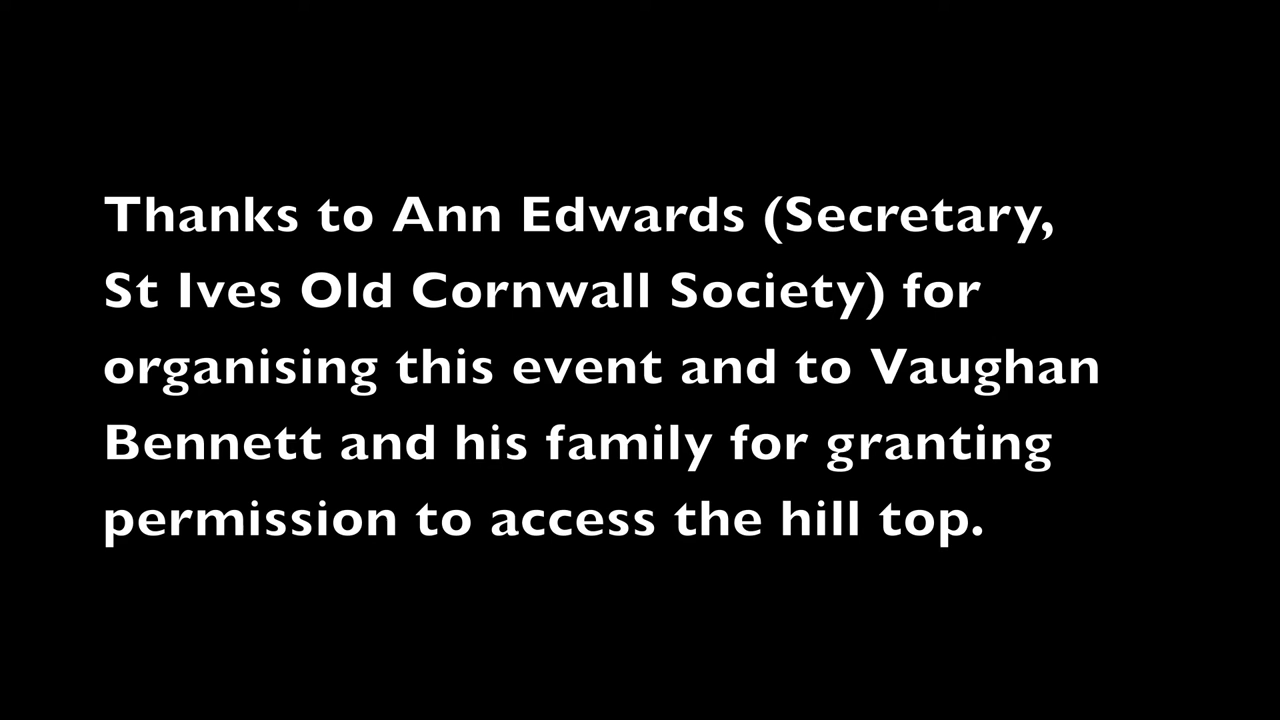 Thanks to Ann Edwards (Secretary,
St Ives Old Cornwall Society) for
organising this event and to Vaughan
Bennett and his family for granting
permission to access the hill top.